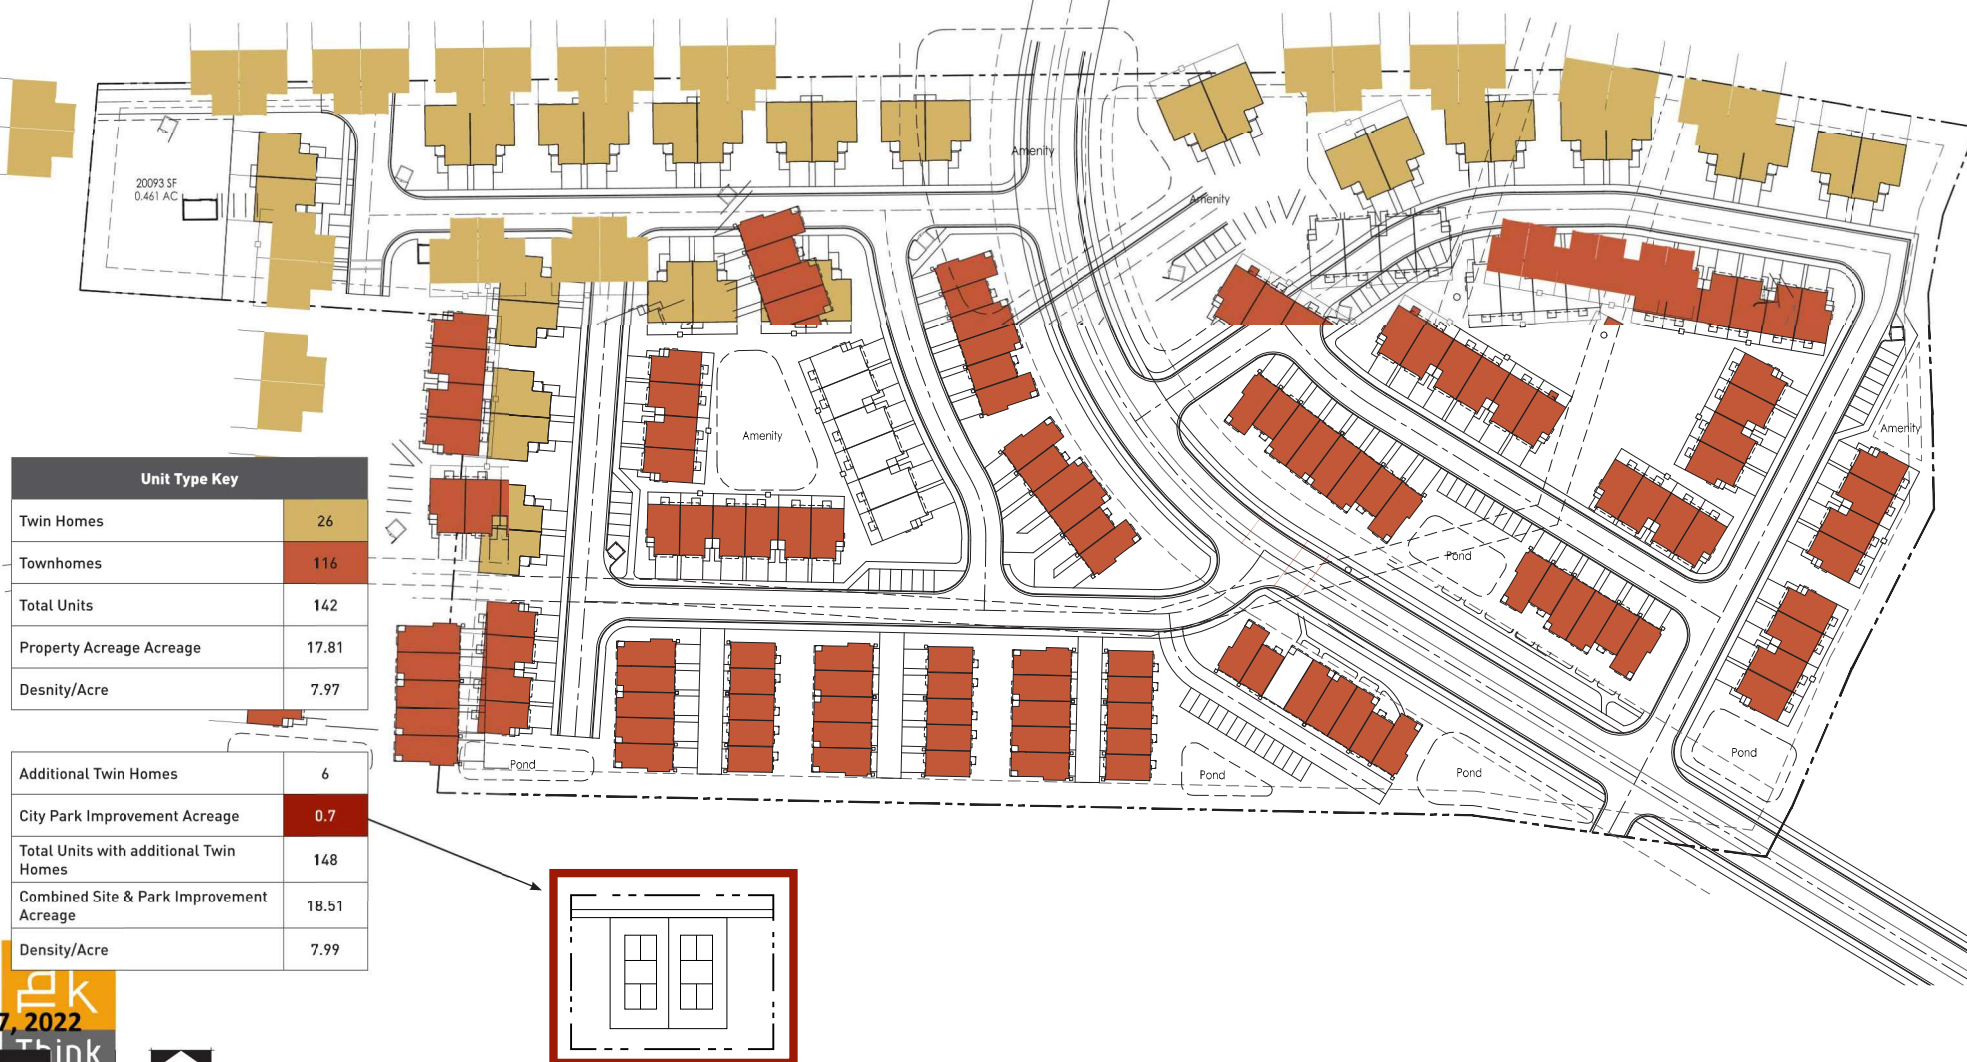 Amenity
20093 SF
0.461 AC
Amenity
Amenity
Amenity
Pond
Pond
Pond
Pond
Pond
Unit Type Key
Twin Homes 26
Townhomes 116
Total Units 142
Property Acreage Acreage 17.81
Desnity/Acre 7.97
Additional Twin Homes 6
City Park Improvement Acreage 0.7
Total Units with additional Twin
Homes 148
Combined Site & Park Improvement
Acreage 18.51
Density/Acre 7.99
7, 2022
Think